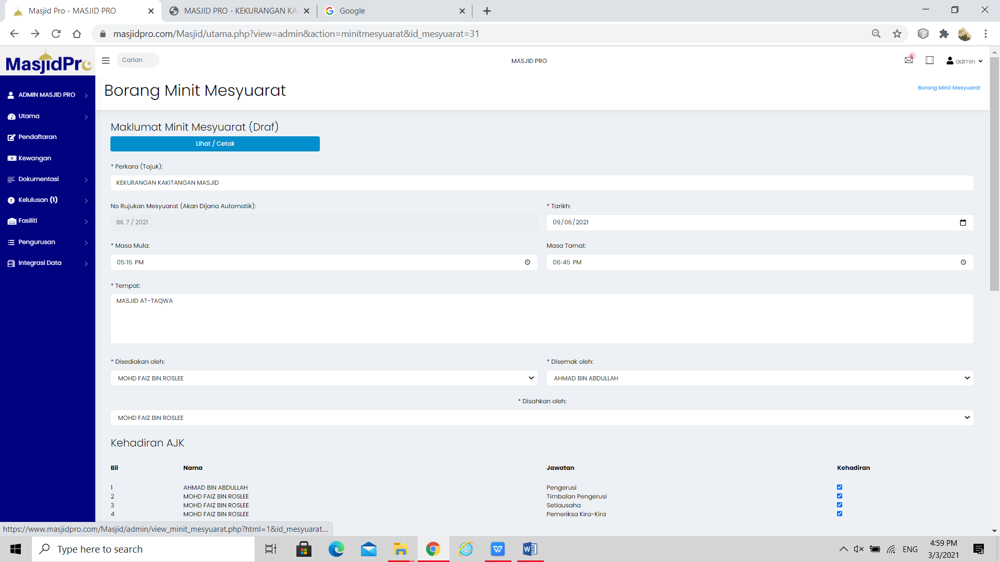 Masjid Pro - MASJID PRO
MASJID PRO - KEKURANGAN KA
Google
masjidpro.com/Masjid/utama.php?view=admin&action=minitmesyuarat&id_mesyuarat=31
MasjidPro
Carian
MASJID PRO
admin
ADMIN MASJID PRO
Utama
Pendaftaran
Kewangan
Dokumentasi
Kelulusan (1)
Fasiliti
Pengurusan
Integrasi Data
Borang Minit Mesyuarat
Borang Minit Mesyuarat
Maklumat Minit Mesyuarat (Draf)
Lihat / Cetak
* Perkara (Tajuk):
KEKURANGAN KAKITANGAN MASJID
No Rujukan Mesyuarat (Akan Dijana Automatik):
* Tarikh:
BIL 7 / 2021
09/06/2021
* Masa Mula:
Masa Tamat:
05:15 PM
06:45 PM
* Tempat:
MASJID AT-TAQWA
* Disediakan oleh:
* Disemak oleh:
MOHD FAIZ BIN ROSLEE
AHMAD BIN ABDULLAH
* Disahkan oleh:
MOHD FAIZ BIN ROSLEE
Kehadiran AJK
Bil Nama Jawatan Kehadiran
1 AHMAD BIN ABDULLAH Pengerusi
2 MOHD FAIZ BIN ROSLEE Timbalan Pengerusi
3 MOHD FAIZ BIN ROSLEE Setiausaha
4 MOHD FAIZ BIN ROSLEE Pemeriksa Kira-Kira
https://www.masjidpro.com/Masjid/admin/view_minit_mesyuarat.php?html=1&id_mesyuarat...
Type here to search
ENG
4:59 PM
3/3/2021